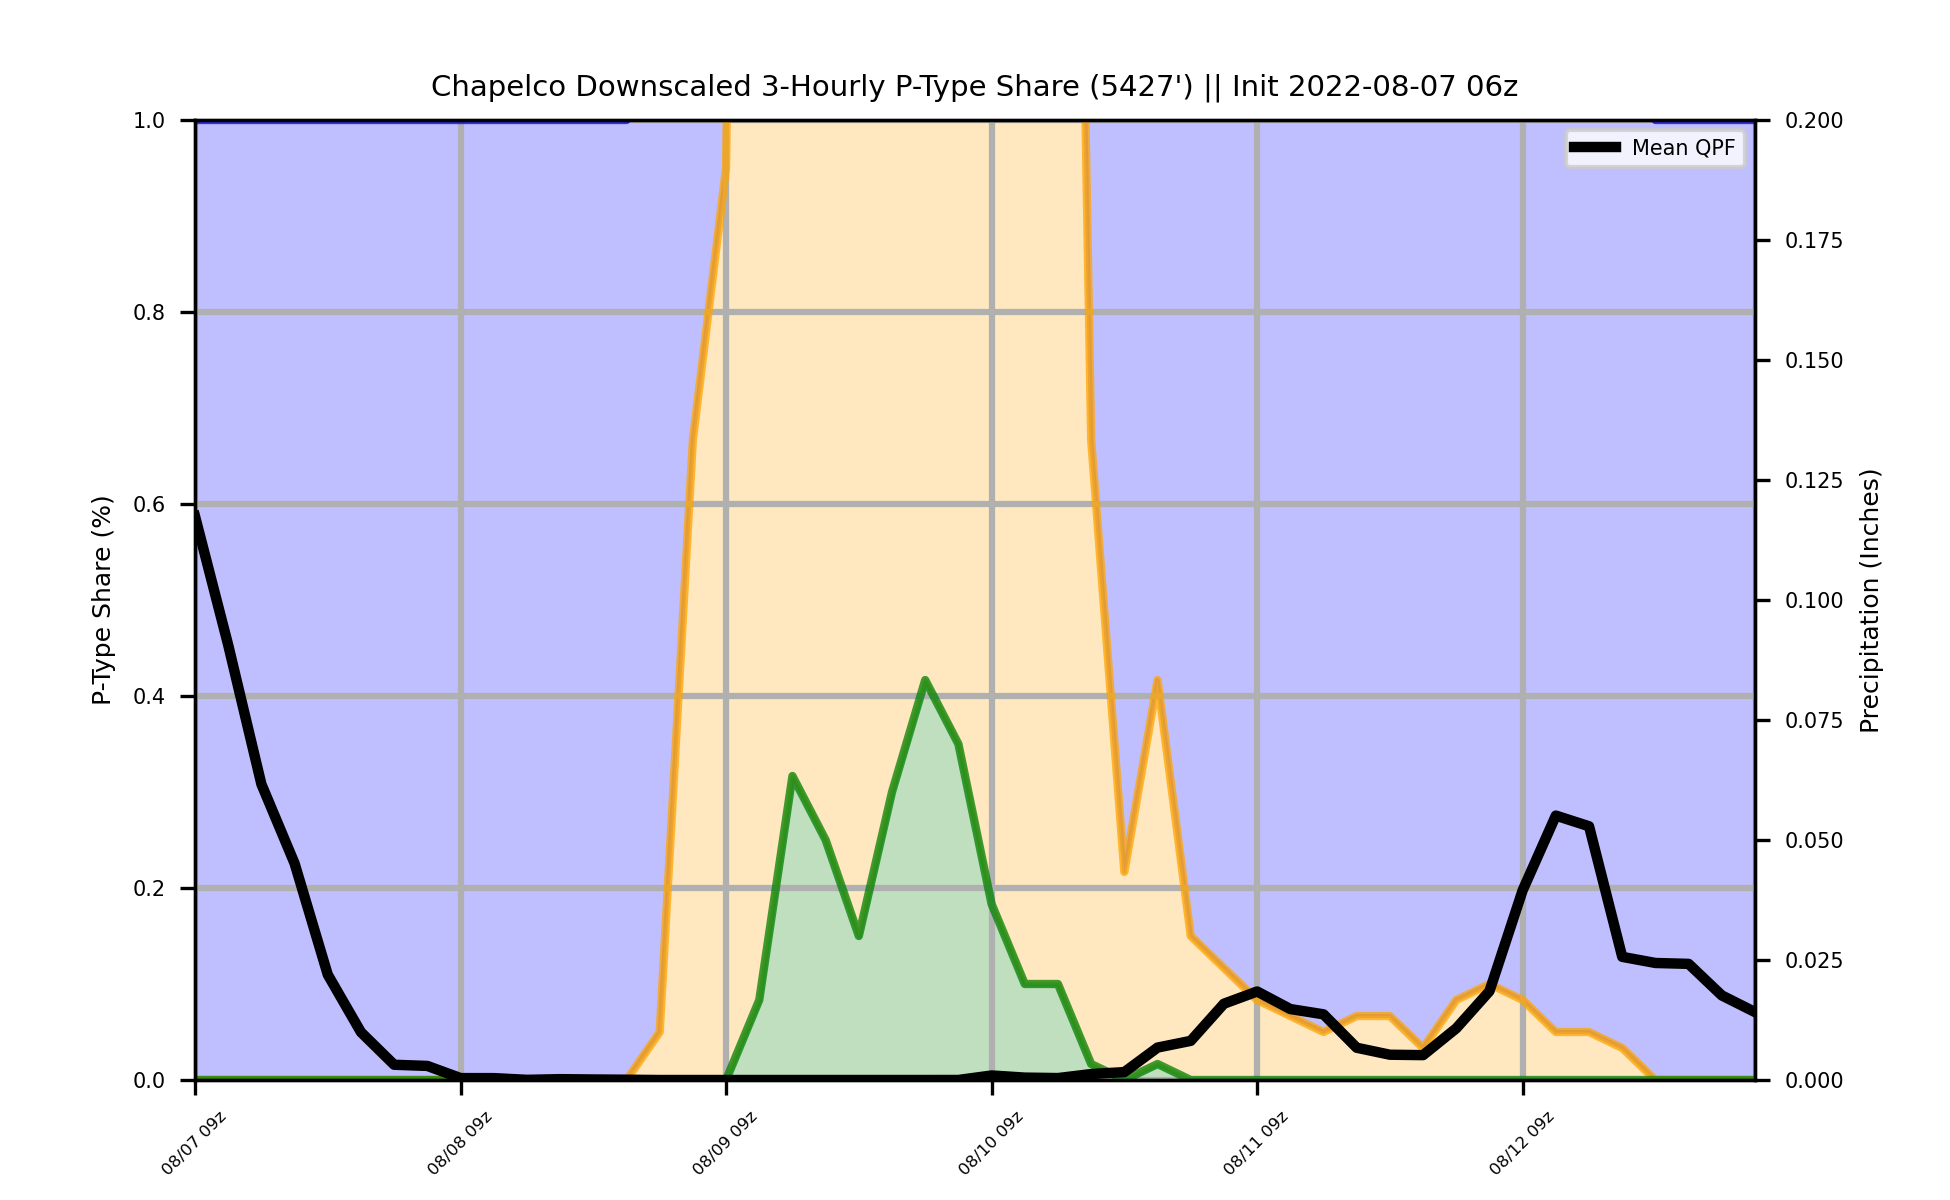 Chapelco Downscaled 3-Hourly P-Type Share (5427') || Init 2022-08-07 06z
Mean QPF
P-Type Share (%)
1.0
0.8
0.6
0.4
0.2
0.0
0.200
0.175
0.150
0.125
0.100
0.075
0.050
0.025
0.000
Precipitation (Inches)
08/07 09z
08/08 09z
08/09 09z
08/10 09z
08/11 09z
08/12 09z